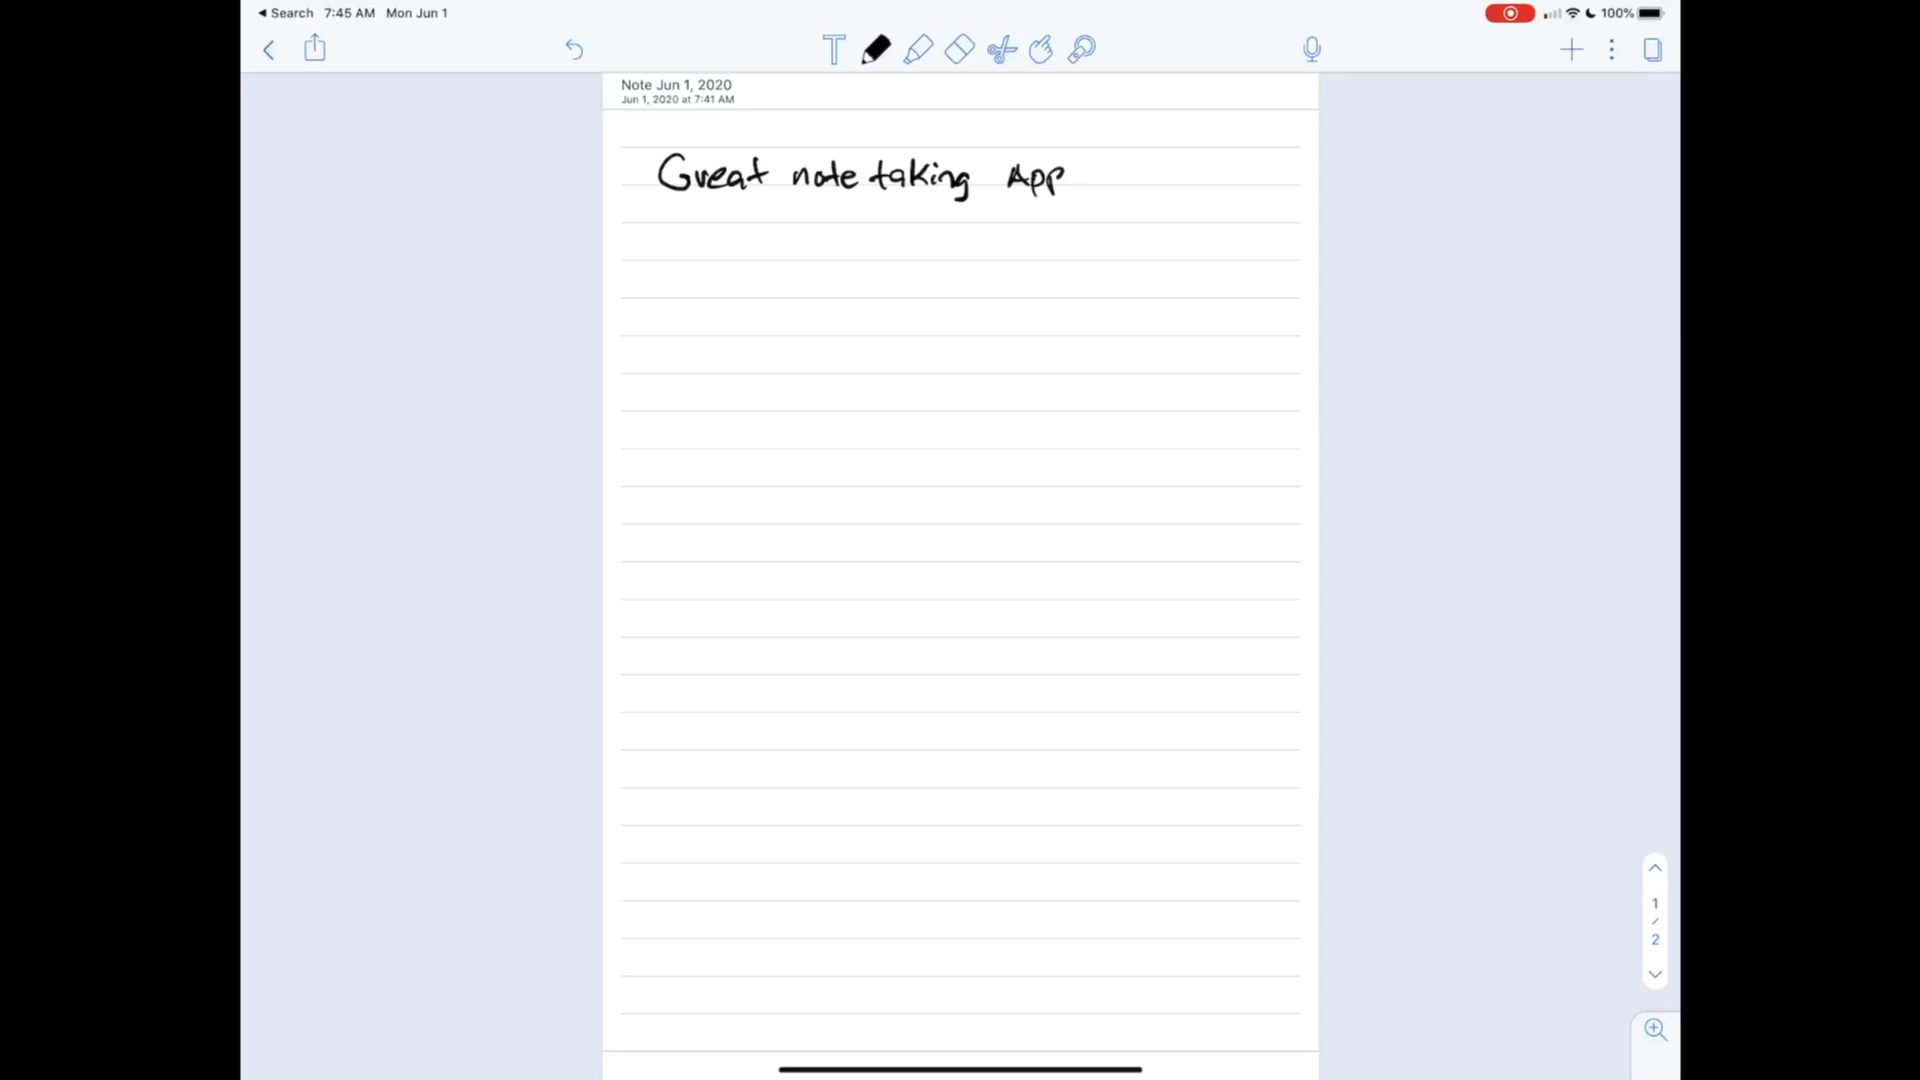 Search 7:45 AM Mon Jun 1
100%
Note Jun 1, 2020
Jun 1, 2020 at 7:41 AM
Great note taking App
1
/
2